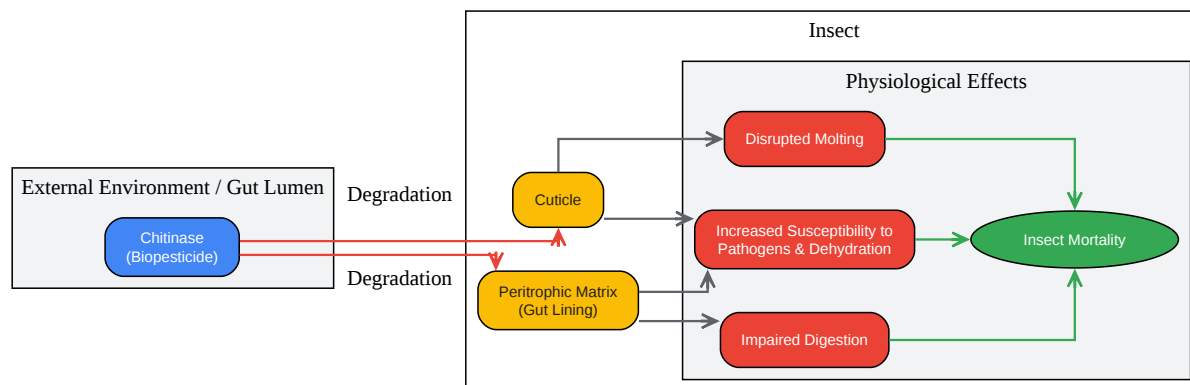 Insect
Physiological Effects
Disrupted Molting
External Environment / Gut Lumen
Degradation
Cuticle
Chitinase
(Biopesticide)
Increased Susceptibility to
Pathogens & Dehydration
Insect Mortality
Degradation
Peritrophic Matrix
(Gut Lining)
Impaired Digestion